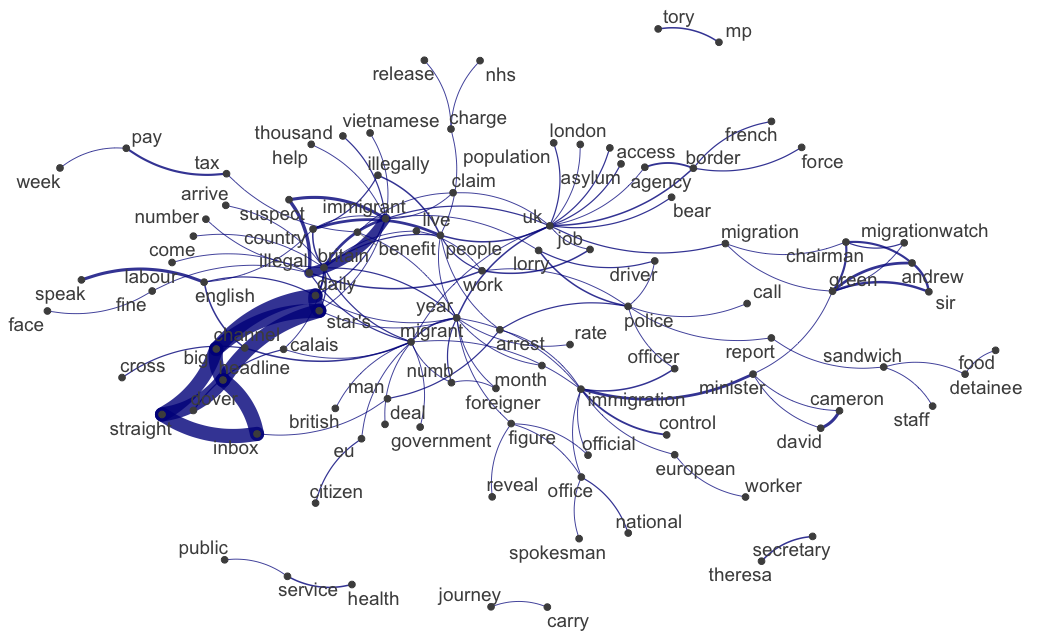 tory
mp
release
nhs
vietnamese
charge
thousand
london
french
pay
help
illegally
population
access
border
force
week
tax
claim
asylum
agency
arrive
suspect
immigrant
live
uk
bear
number
country
benefit
people
job
migration
migrationwatch
come
illegal
britain
lorry
chairman
labour
work
driver
green
andrew
speak
fine
english
daily
sir
face
star's
year
call
channel
migrant
police
big
calais
arrest
rate
report
cross
headline
numb
officer
sandwich
food
month
minister
detainee
man
immigration
cameron
straight
british
deal
foreigner
staff
inbox
government
figure
official
control
david
eu
european
citizen
reveal
office
worker
national
public
spokesman
secretary
theresa
service
health
journey
carry